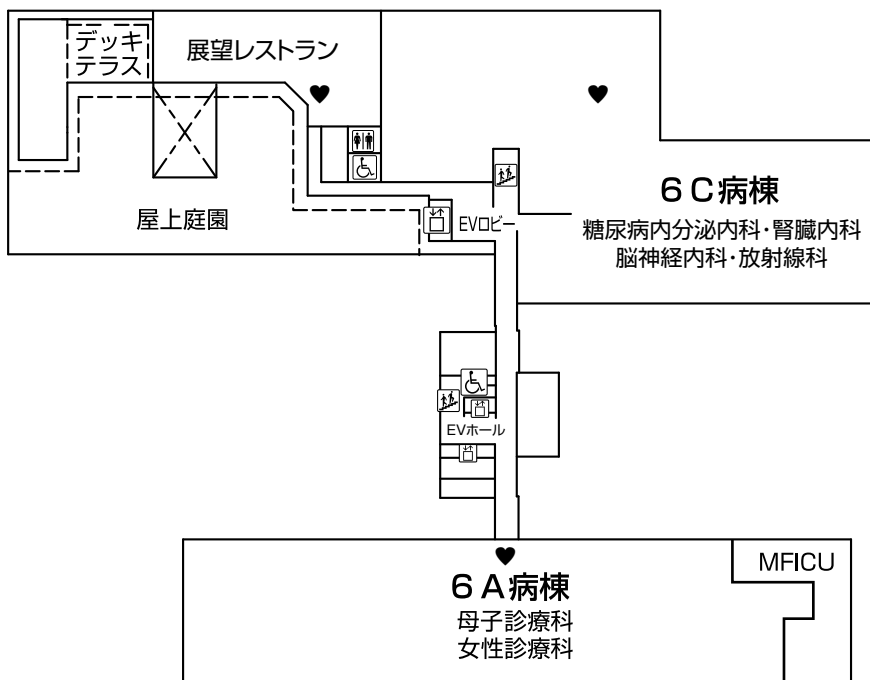 デッキ
テラス
展望レストラン
屋上庭園
EVロビー
6C病棟
糖尿病内分泌内科・腎臓内科
脳神経内科・放射線科
EVホール
MFICU
6A病棟
母子診療科
女性診療科